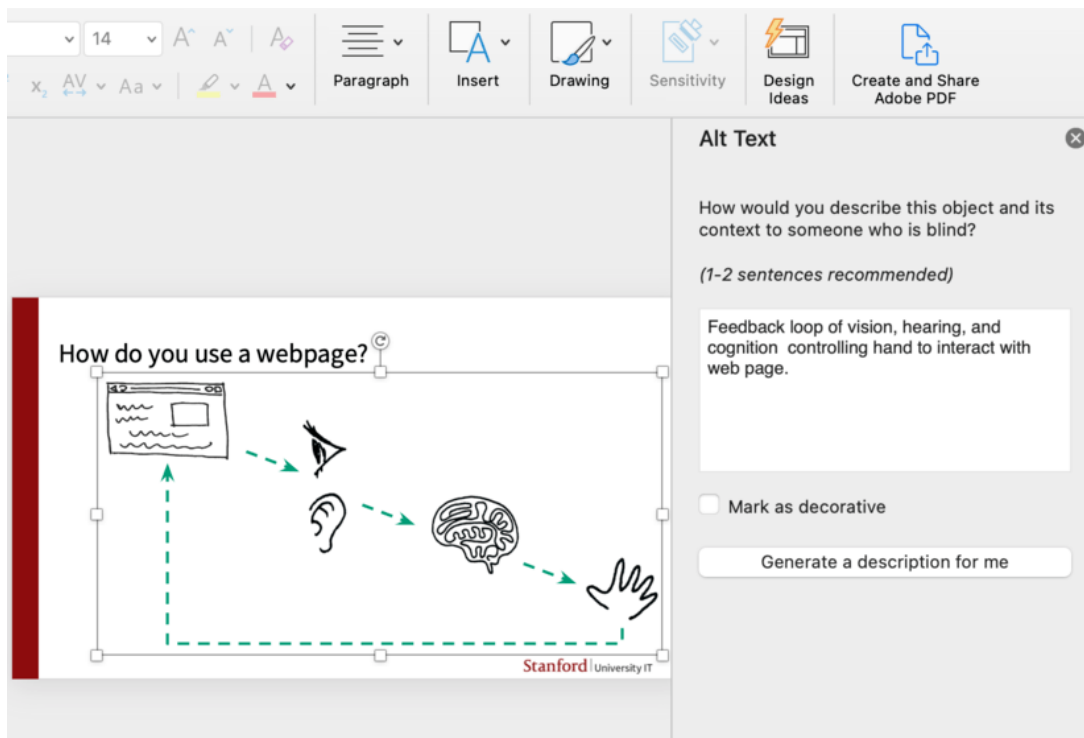 14
A^ A˅ A
x₂ AV Aa A
Paragraph
Insert
A
Drawing
Sensitivity
Design
Ideas
Create and Share
Adobe PDF
Alt Text
How would you describe this object and its
context to someone who is blind?
(1-2 sentences recommended)
Feedback loop of vision, hearing, and
cognition  controlling hand to interact with
web page.
Mark as decorative
Generate a description for me
How do you use a webpage?
Stanford University IT